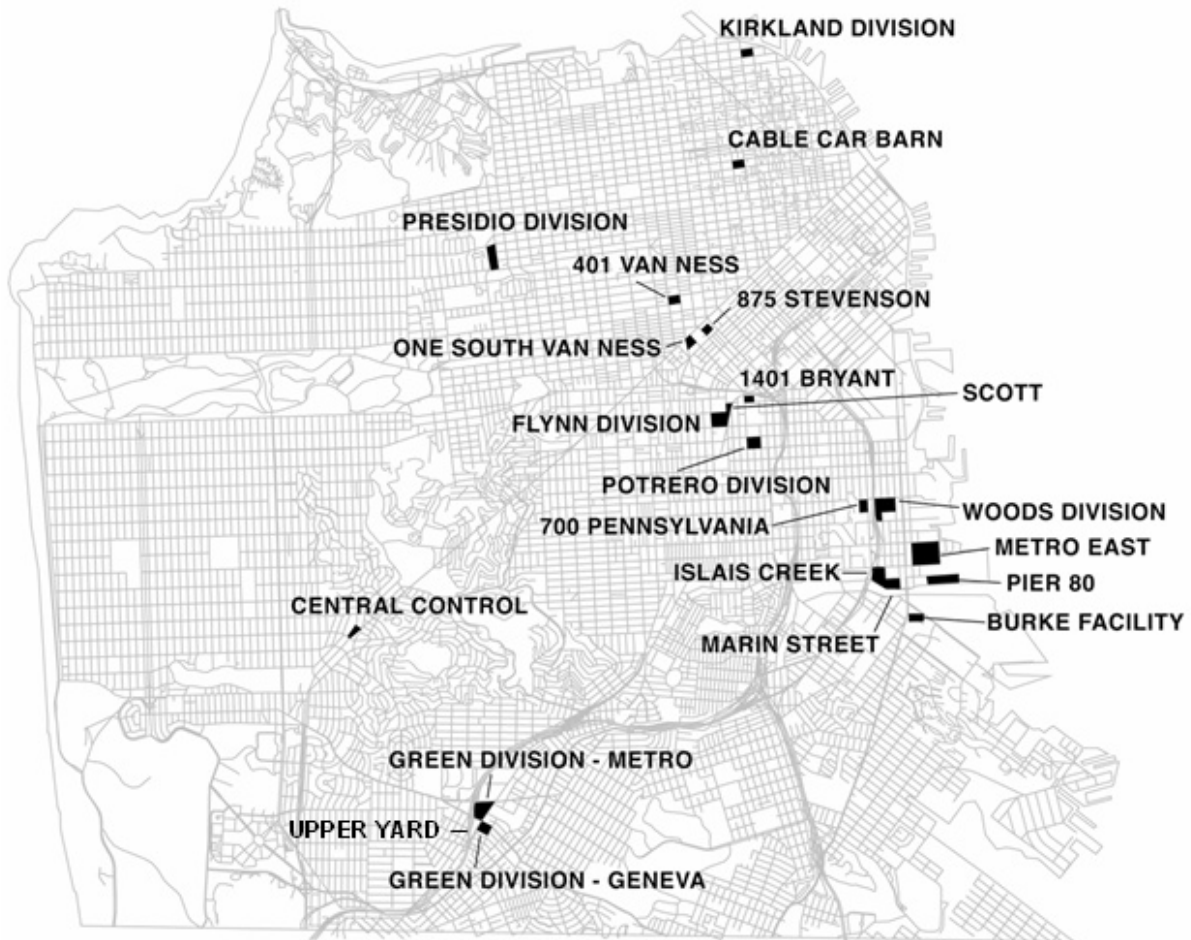 KIRKLAND DIVISION
CABLE CAR BARN
PRESIDIO DIVISION
401 VAN NESS
875 STEVENSON
ONE SOUTH VAN NESS
1401 BRYANT
SCOTT
FLYNN DIVISION
POTRERO DIVISION
WOODS DIVISION
700 PENNSYLVANIA
METRO EAST
ISLAIS CREEK
PIER 80
CENTRAL CONTROL
BURKE FACILITY
MARIN STREET
GREEN DIVISION - METRO
UPPER YARD
GREEN DIVISION - GENEVA